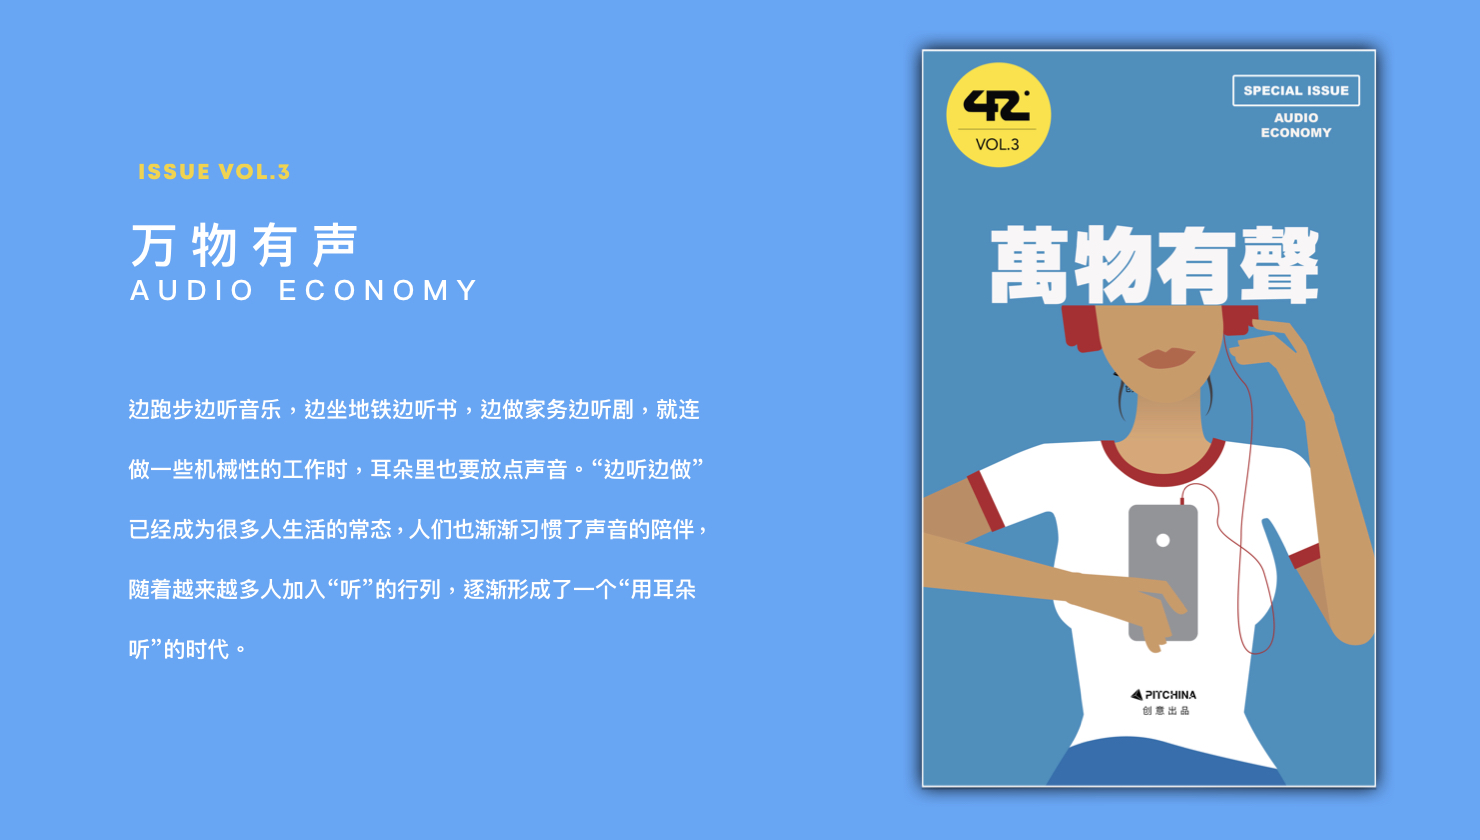 ISSUE VOL.3
万物有声
AUDIO ECONOMY
边跑步边听音乐，边坐地铁边听书，边做家务边听剧，就连
做一些机械性的工作时，耳朵里也要放点声音。“边听边做”
已经成为很多人生活的常态，人们也渐渐习惯了声音的陪伴，
随着越来越多人加入“听”的行列，逐渐形成了一个“用耳朵
听”的时代。
42
VOL.3
SPECIAL ISSUE
AUDIO
ECONOMY
萬物有聲
PITCHINA
创意出品